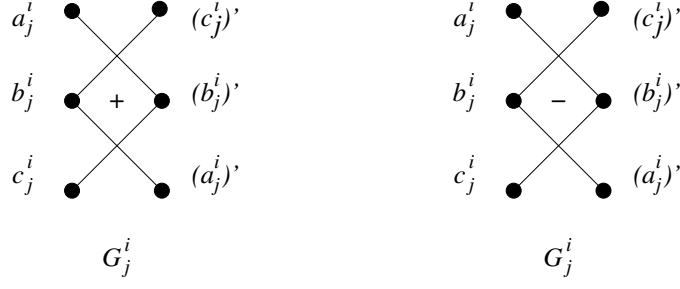 a_j^i (c_j^i)' a_j^i (c_j^i)'
b_j^i + (b_j^i)' b_j^i − (b_j^i)'
c_j^i (a_j^i)' c_j^i (a_j^i)'
G_j^i G_j^i